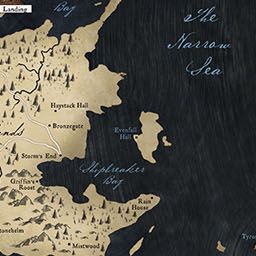 Landing
Bay
The
Narrow
Sea
Haystack Hall
Bronzegate
Evenfall
Hall
Storm's End
Shipbreaker
Bay
Griffin's
Roost
Rain
House
Mistwood